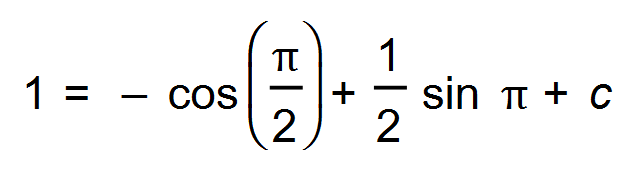 1 = – cos(π/2) + 1/2 sin π + c